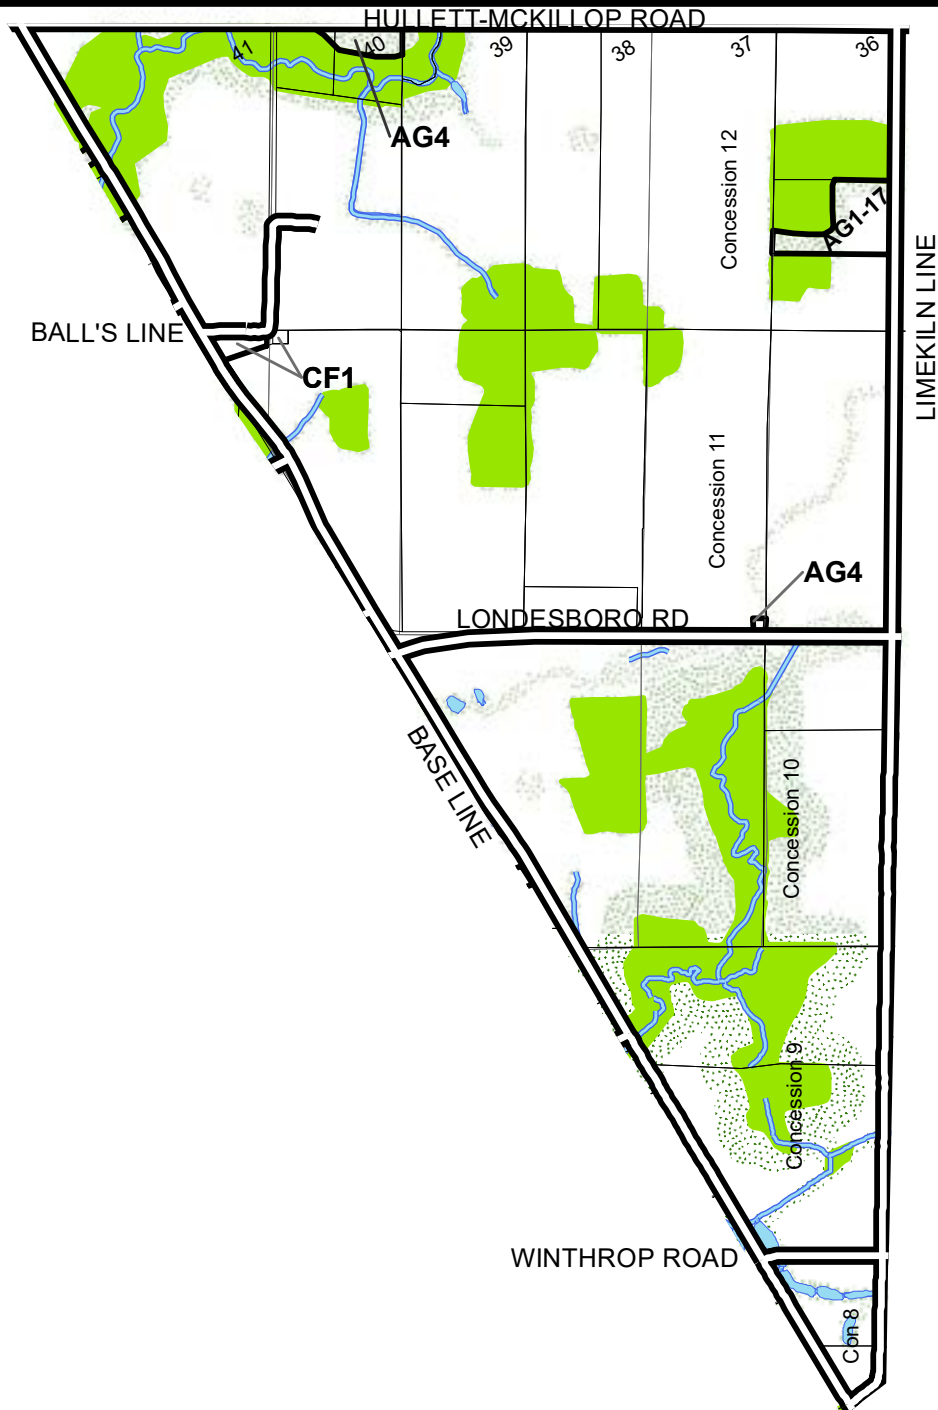 HULLETT-MCKILLOP ROAD
41
40
39
38
37
36
AG4
Concession 12
AG1-17
LIMEKILN LINE
BALL'S LINE
CF1
Concession 11
AG4
LONDESBORO RD
BASE LINE
Concession 10
Concession 9
WINTHROP ROAD
Con 8